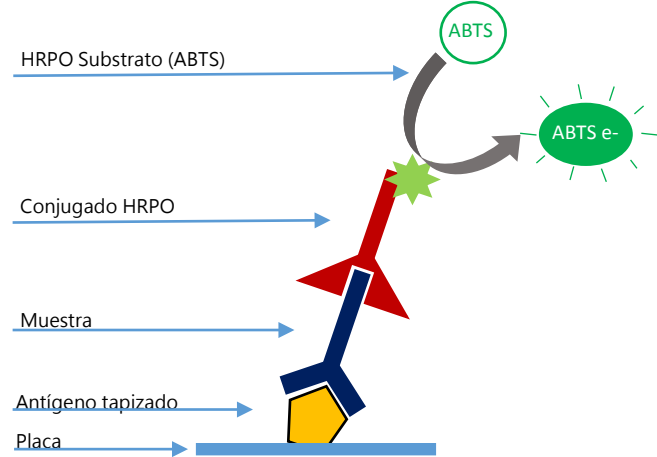 ABTS
HRPO Substrato (ABTS)
ABTS e-
Conjugado HRPO
Muestra
Antígeno tapizado
Placa